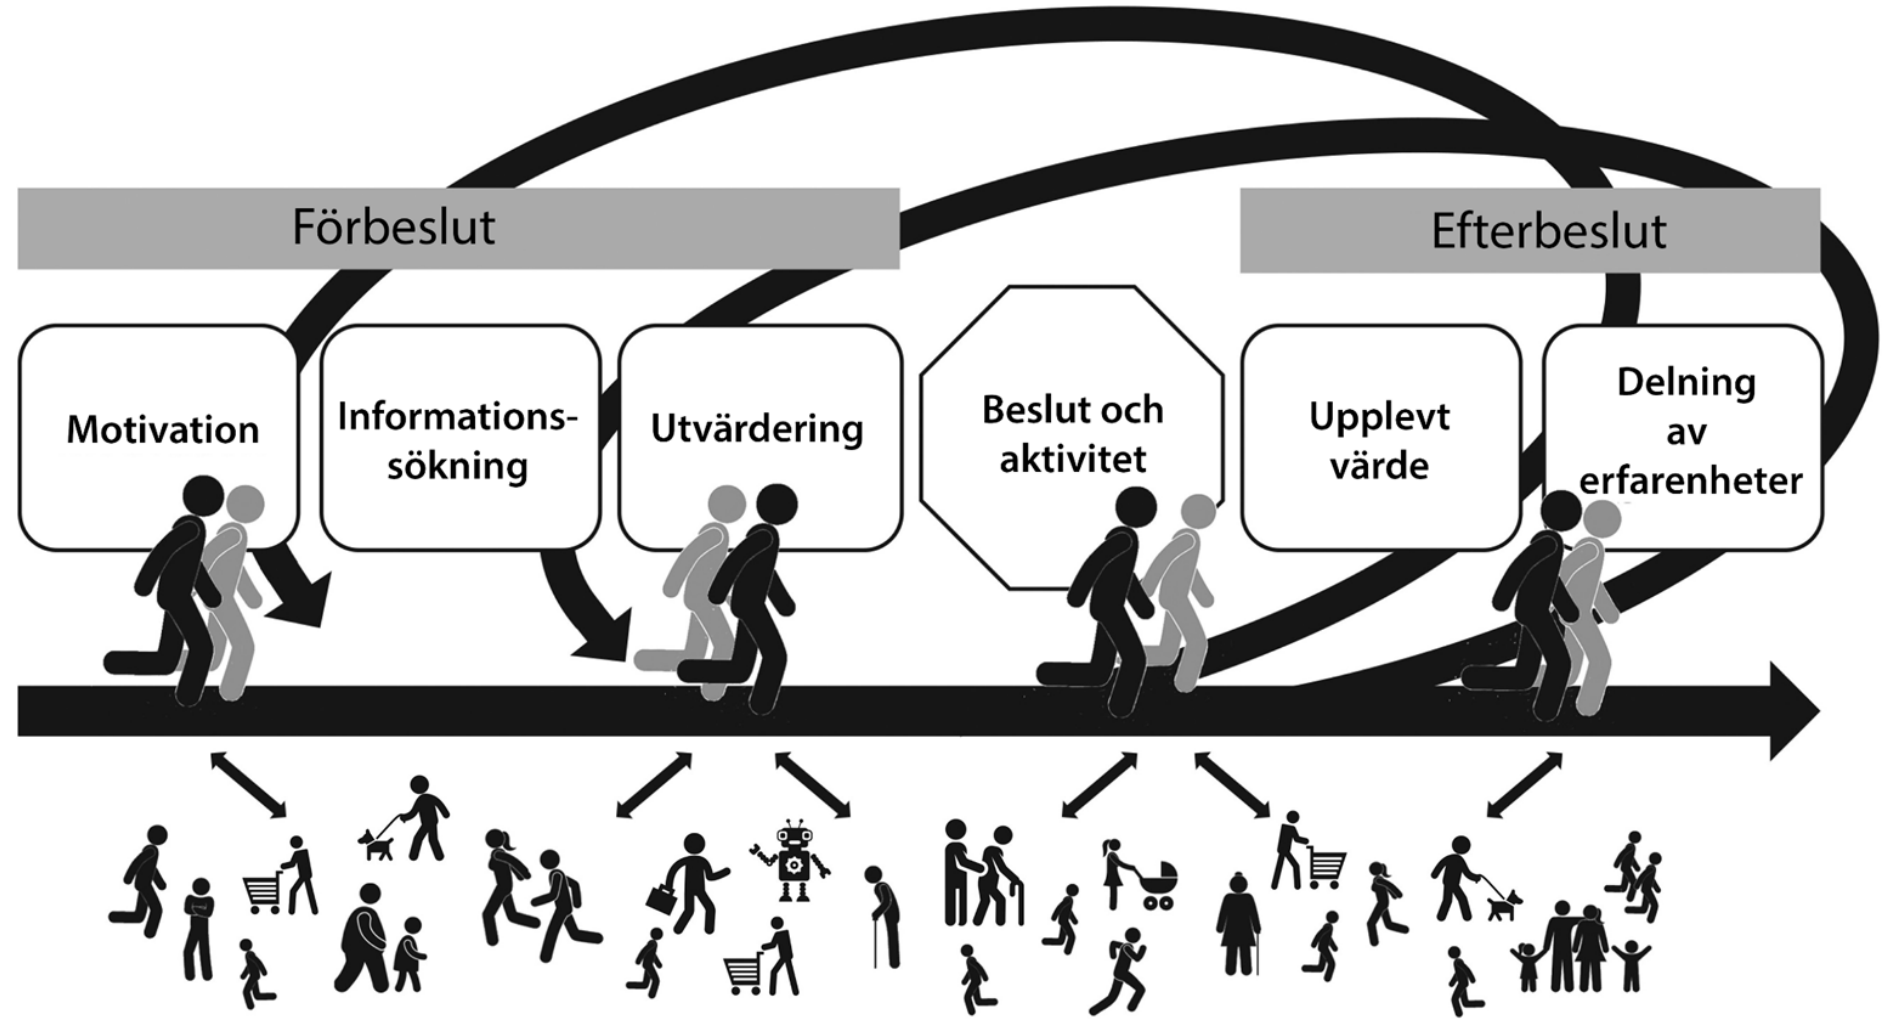 Förbeslut
Efterbeslut
Motivation
Informations-
sökning
Utvärdering
Beslut och
aktivitet
Upplevt
värde
Delning
av
erfarenheter